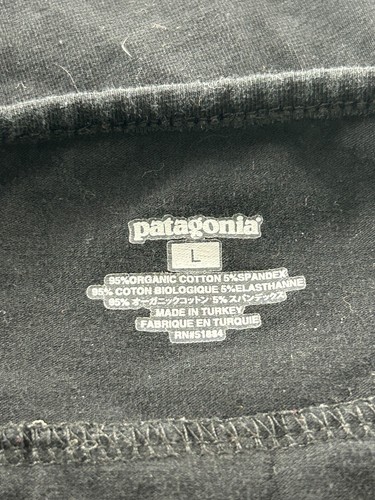 patagonia®
L
95%ORGANIC COTTON 5%SPANDEX
95% COTON BIOLOGIQUE 5%ELASTHANNE
95% オーガニックコットン・5% スパンデックス
MADE IN TURKEY
FABRIQUE EN TURQUIE
RN#51884